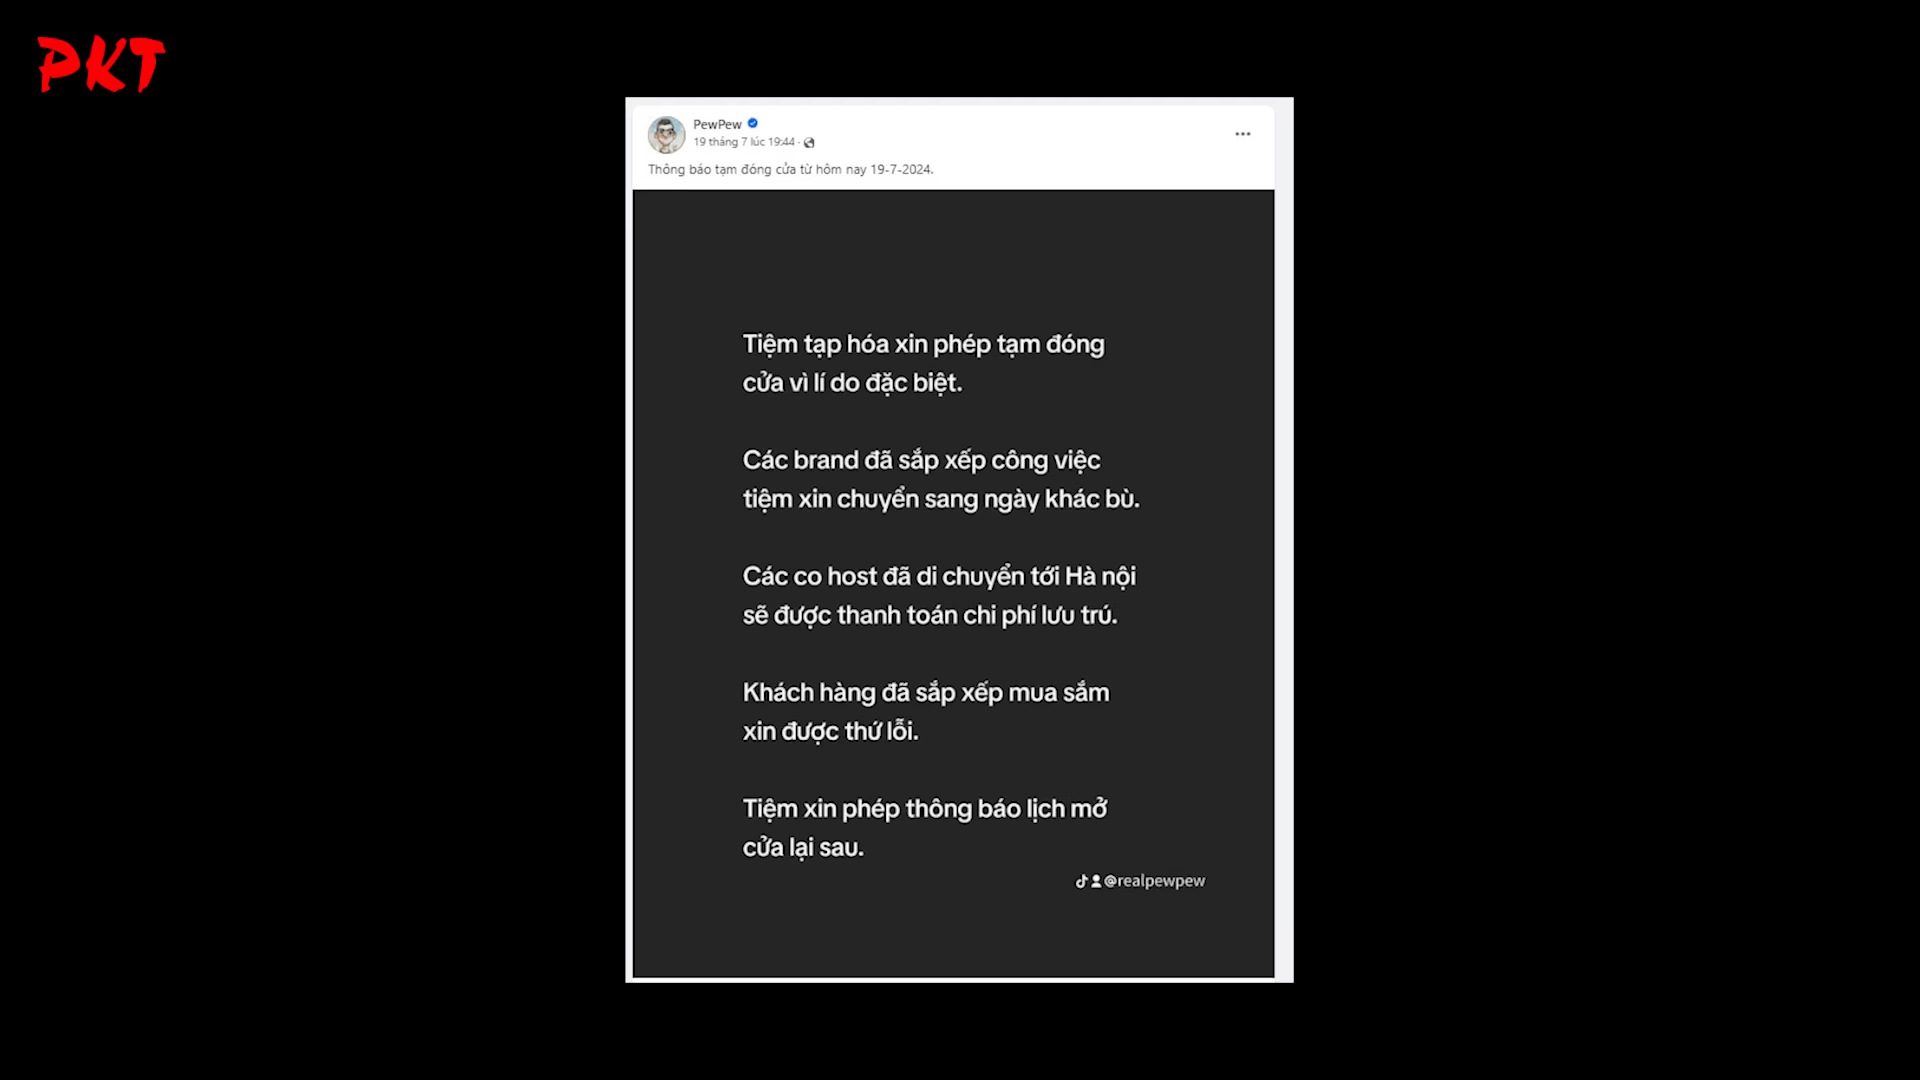 PKT
PewPew
19 tháng 7 lúc 19:44 ·
Thông báo tạm đóng cửa từ hôm nay 19-7-2024.
Tiệm tạp hóa xin phép tạm đóng
cửa vì lí do đặc biệt.
Các brand đã sắp xếp công việc
tiệm xin chuyển sang ngày khác bù.
Các co host đã di chuyển tới Hà nội
sẽ được thanh toán chi phí lưu trú.
Khách hàng đã sắp xếp mua sắm
xin được thứ lỗi.
Tiệm xin phép thông báo lịch mở
cửa lại sau.
@realpewpew